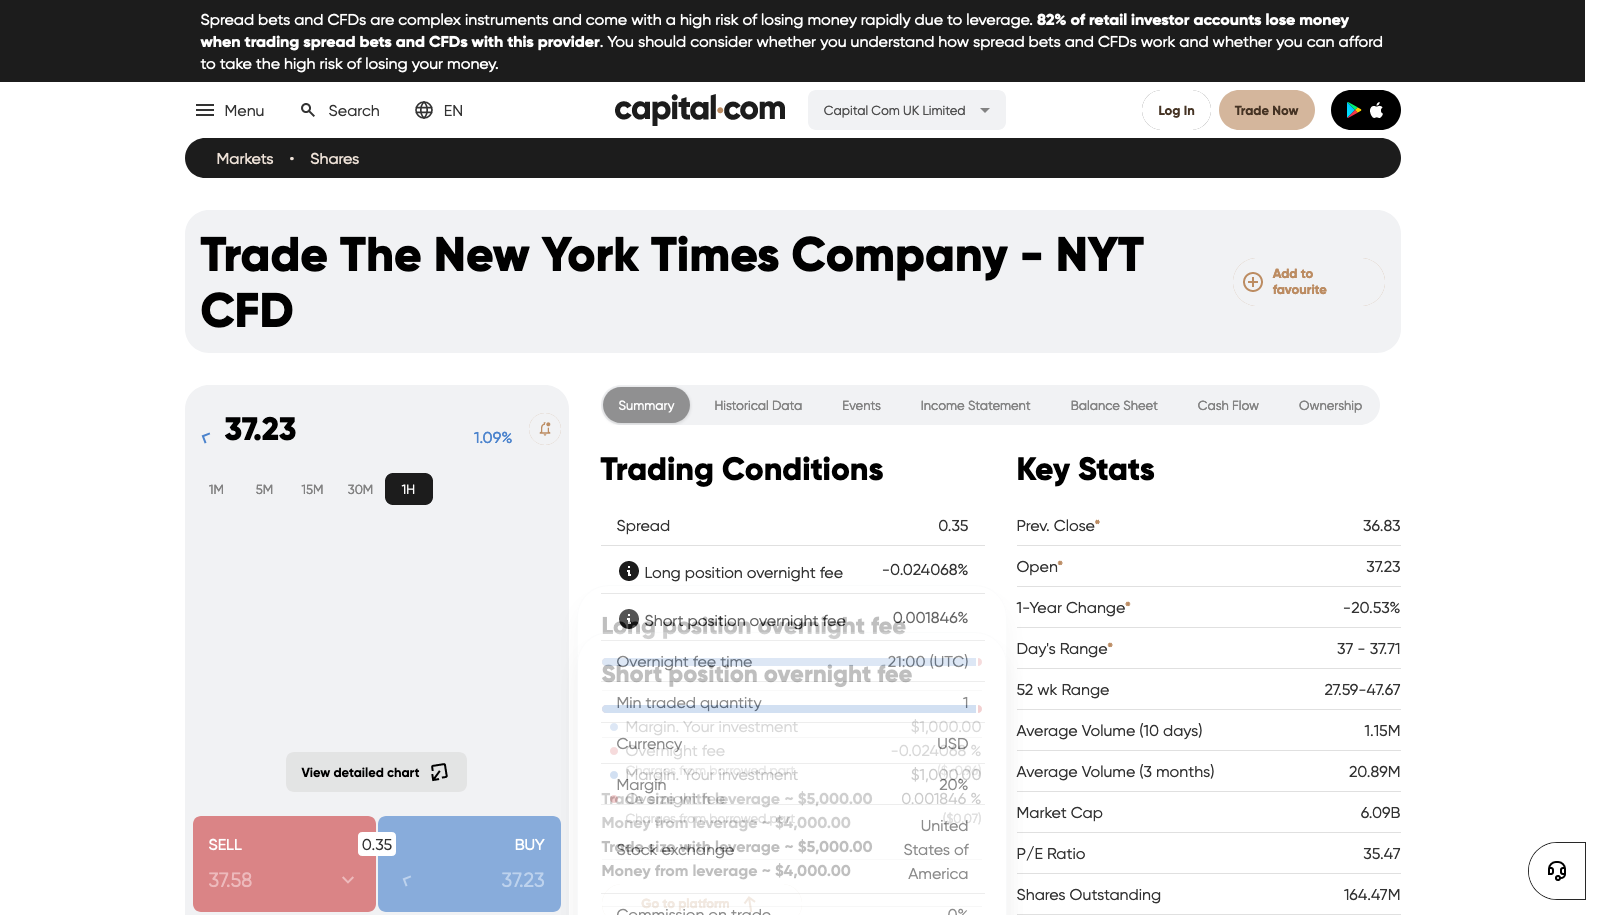 Spread bets and CFDs are complex instruments and come with a high risk of losing money rapidly due to leverage. 82% of retail investor accounts lose money
when trading spread bets and CFDs with this provider. You should consider whether you understand how spread bets and CFDs work and whether you can afford
to take the high risk of losing your money.
Menu Search EN capital.com Capital Com UK Limited Log In Trade Now
Markets • Shares
Trade The New York Times Company - NYT
CFD
Add to
favourite
37.23 1.09%
1M 5M 15M 30M 1H
View detailed chart
SELL 0.35 BUY
37.58 37.23
Summary Historical Data Events Income Statement Balance Sheet Cash Flow Ownership
Trading Conditions
Spread 0.35
Long position overnight fee -0.024068%
Short position overnight fee 0.001846%
Long position overnight fee
Overnight fee time 21:00 (UTC)
Short position overnight fee
Min traded quantity 1
Margin. Your investment $1,000.00
Currency USD
Overnight fee -0.024068 %
Charges from borrowed part
Margin. Your investment $1,000.00
Margin 20%
Trade size with leverage ~ $5,000.00
Overnight fee 0.001846 %
Charges from borrowed part ($0.07)
Money from leverage ~ $4,000.00
Stock exchange United
States of
America
Trade size with leverage ~ $5,000.00
Money from leverage ~ $4,000.00
Go to platform
Commission on trade 0%
Key Stats
Prev. Close* 36.83
Open* 37.23
1-Year Change* -20.53%
Day's Range* 37 - 37.71
52 wk Range 27.59-47.67
Average Volume (10 days) 1.15M
Average Volume (3 months) 20.89M
Market Cap 6.09B
P/E Ratio 35.47
Shares Outstanding 164.47M